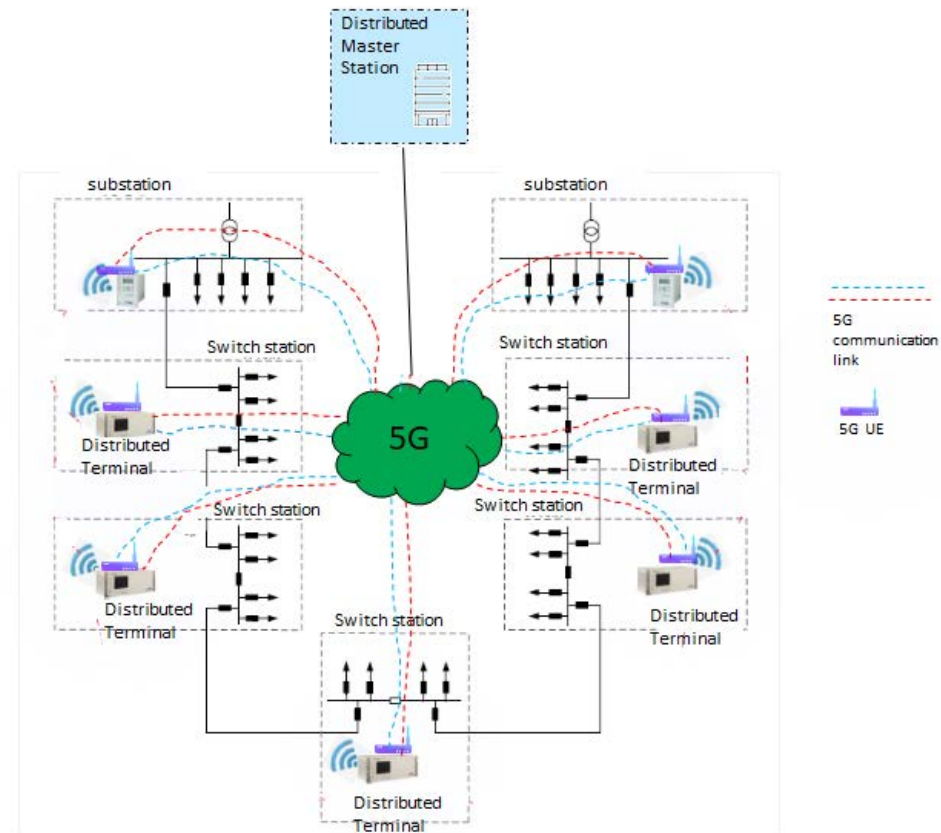 Distributed
Master
Station
substation
substation
5G
communication
link
5G UE
Switch station
Switch station
Distributed
Terminal
5G
Distributed
Terminal
Switch station
Switch station
Distributed
Terminal
Distributed
Terminal
Switch station
Distributed
Terminal